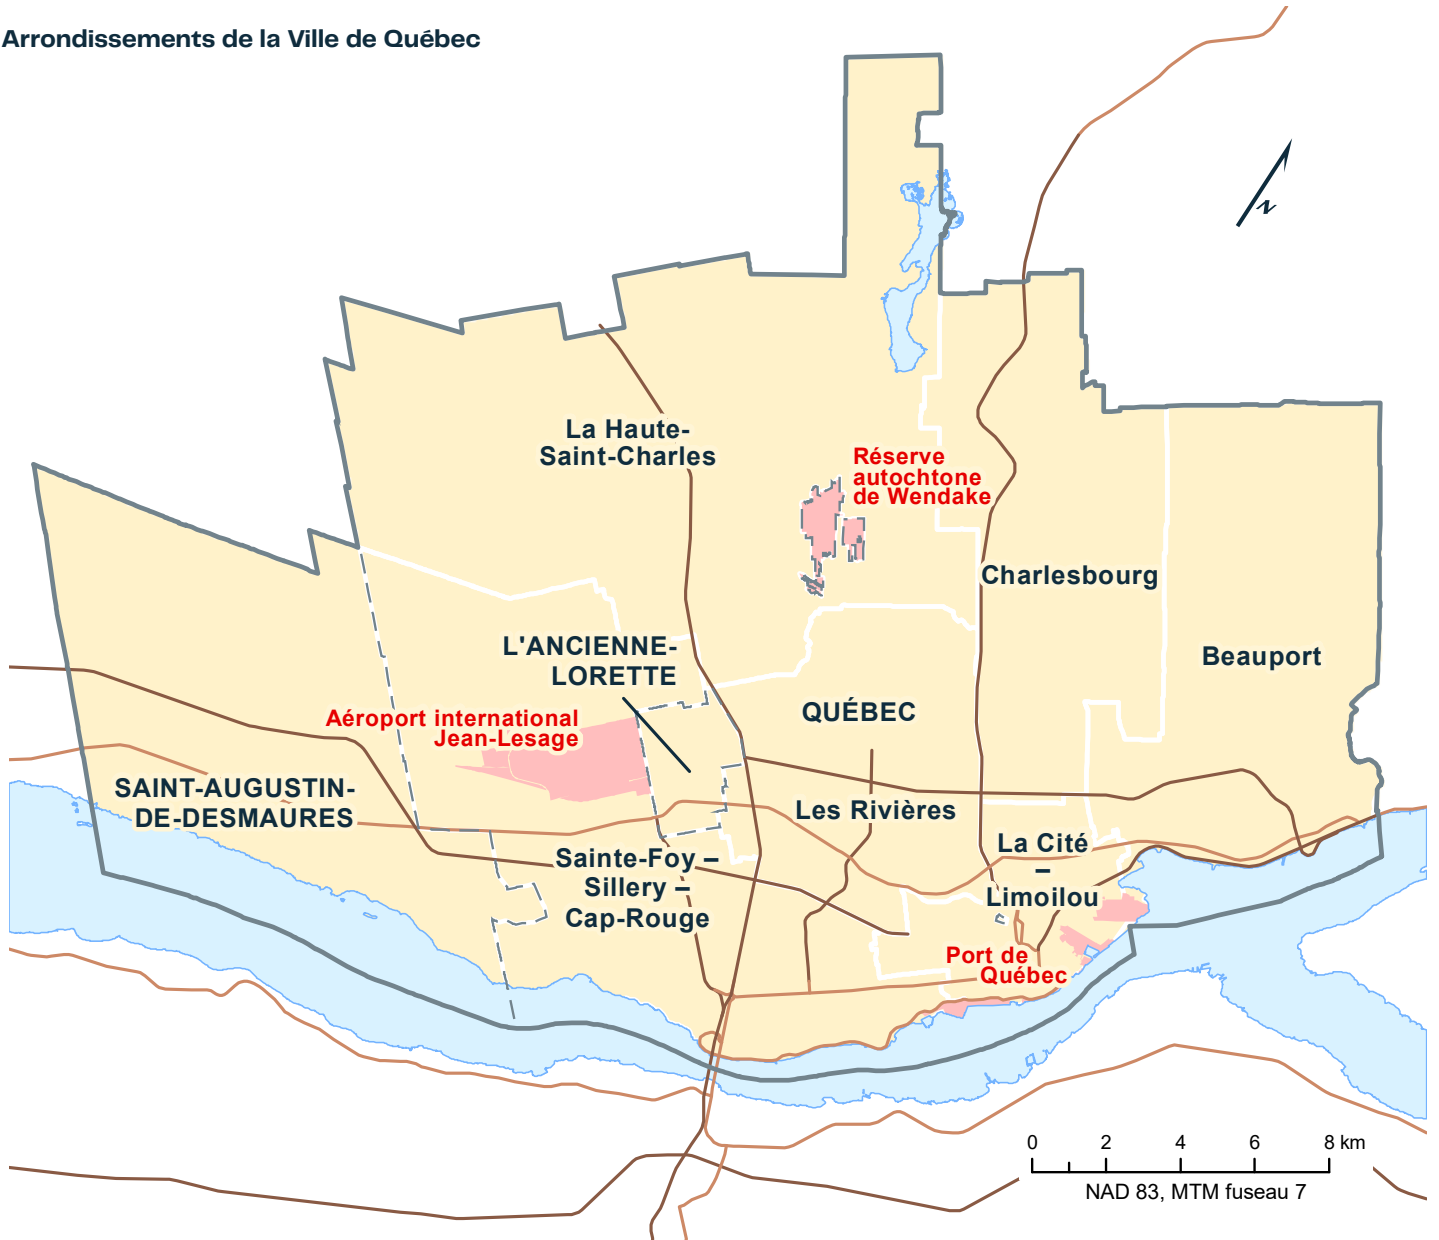 Arrondissements de la Ville de Québec
N
La Haute-
Saint-Charles
Réserve
autochtone
de Wendake
Charlesbourg
L'ANCIENNE-
LORETTE
Beauport
QUÉBEC
Aéroport international
Jean-Lesage
SAINT-AUGUSTIN-
DE-DESMAURES
Les Rivières
La Cité
–
Limoilou
Sainte-Foy –
Sillery –
Cap-Rouge
Port de
Québec
0 2 4 6 8 km
NAD 83, MTM fuseau 7